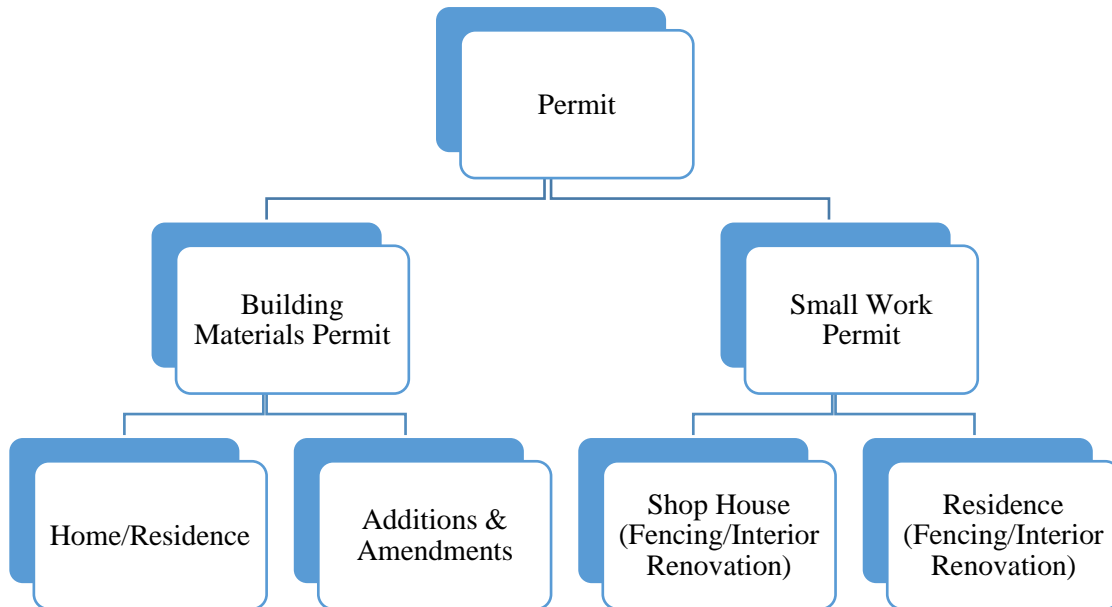 Permit
Building
Materials Permit
Small Work
Permit
Home/Residence
Additions &
Amendments
Shop House
(Fencing/Interior
Renovation)
Residence
(Fencing/Interior
Renovation)